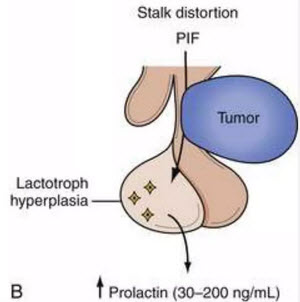 Stalk distortion
PIF
Tumor
Lactotroph
hyperplasia
B
↑ Prolactin (30–200 ng/mL)